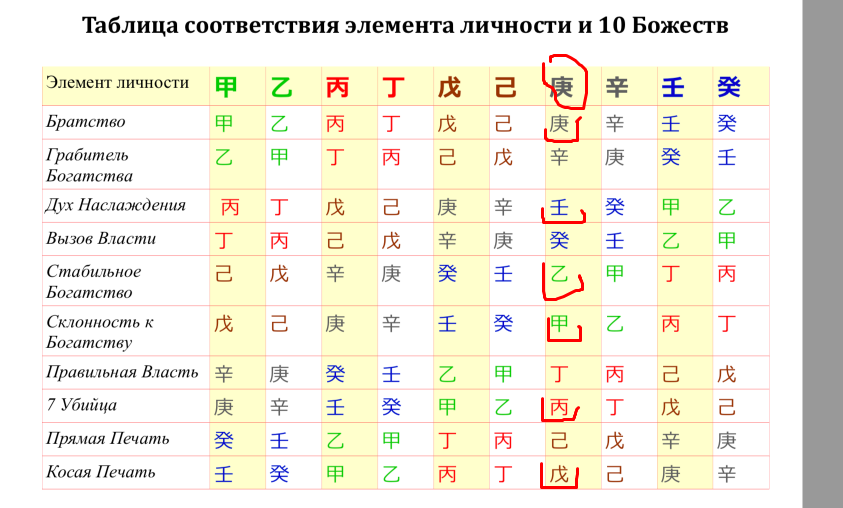 Таблица соответствия элемента личности и 10 Божеств
Элемент личности 甲 乙 丙 丁 戊 己 庚 辛 壬 癸
Братство 甲 乙 丙 丁 戊 己 庚 辛 壬 癸
Грабитель Богатства 乙 甲 丁 丙 己 戊 辛 庚 癸 壬
Дух Наслаждения 丙 丁 戊 己 庚 辛 壬 癸 甲 乙
Вызов Власти 丁 丙 己 戊 辛 庚 癸 壬 乙 甲
Стабильное Богатство 己 戊 辛 庚 癸 壬 乙 甲 丁 丙
Склонность к Богатству 戊 己 庚 辛 壬 癸 甲 乙 丙 丁
Правильная Власть 辛 庚 癸 壬 乙 甲 丁 丙 己 戊
7 Убийца 庚 辛 壬 癸 甲 乙 丙 丁 戊 己
Прямая Печать 癸 壬 乙 甲 丁 丙 己 戊 辛 庚
Косая Печать 壬 癸 甲 乙 丙 丁 戊 己 庚 辛